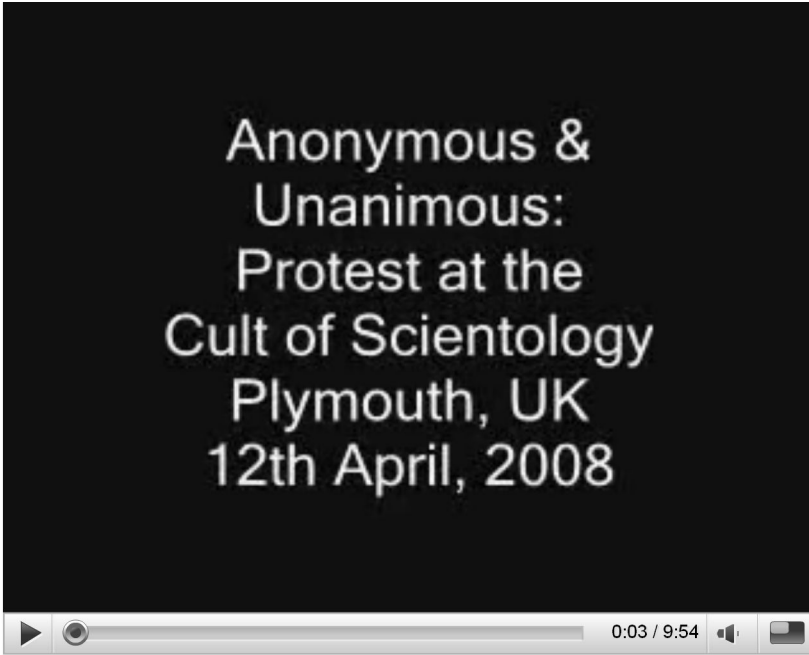 Anonymous &
Unanimous:
Protest at the
Cult of Scientology
Plymouth, UK
12th April, 2008
0:03 / 9:54